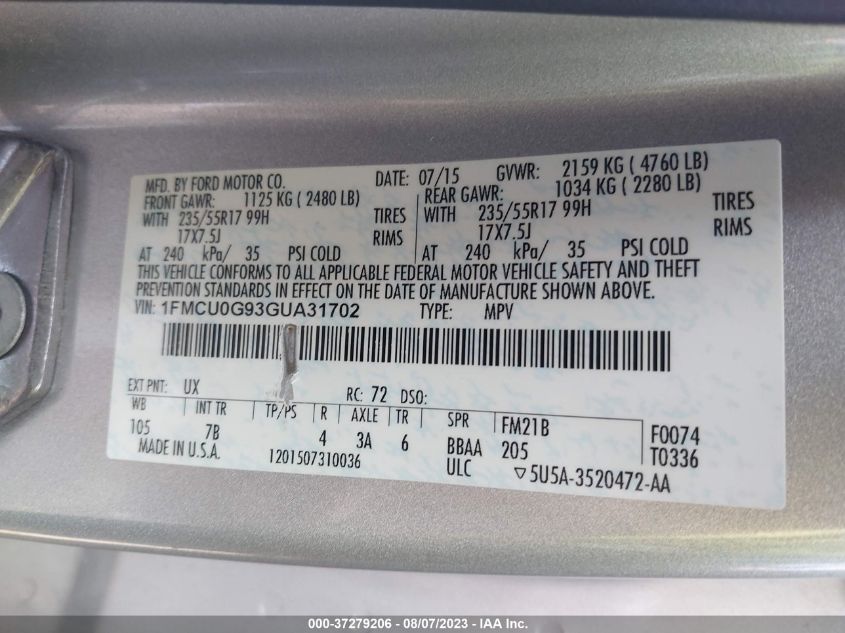 MFD. BY FORD MOTOR CO. DATE: 07/15 GVWR: 2159 KG ( 4760 LB)
FRONT GAWR: 1125 KG ( 2480 LB) REAR GAWR: 1034 KG ( 2280 LB)
WITH 235/55R17 99H TIRES WITH 235/55R17 99H TIRES
17X7.5J RIMS 17X7.5J RIMS
AT 240 kPa/ 35 PSI COLD AT 240 kPa/ 35 PSI COLD
THIS VEHICLE CONFORMS TO ALL APPLICABLE FEDERAL MOTOR VEHICLE SAFETY AND THEFT
PREVENTION STANDARDS IN EFFECT ON THE DATE OF MANUFACTURE SHOWN ABOVE.
VIN: 1FMCU0G93GUA31702 TYPE: MPV
EXT PNT: UX RC: 72 DSO:
WB INT TR TP/PS R AXLE TR SPR FM21B F0074
105 7B 4 3A 6 BBAA 205 T0336
MADE IN U.S.A. 1201507310036 ULC ▽5U5A-3520472-AA
000-37279206 - 08/07/2023 - IAA Inc.